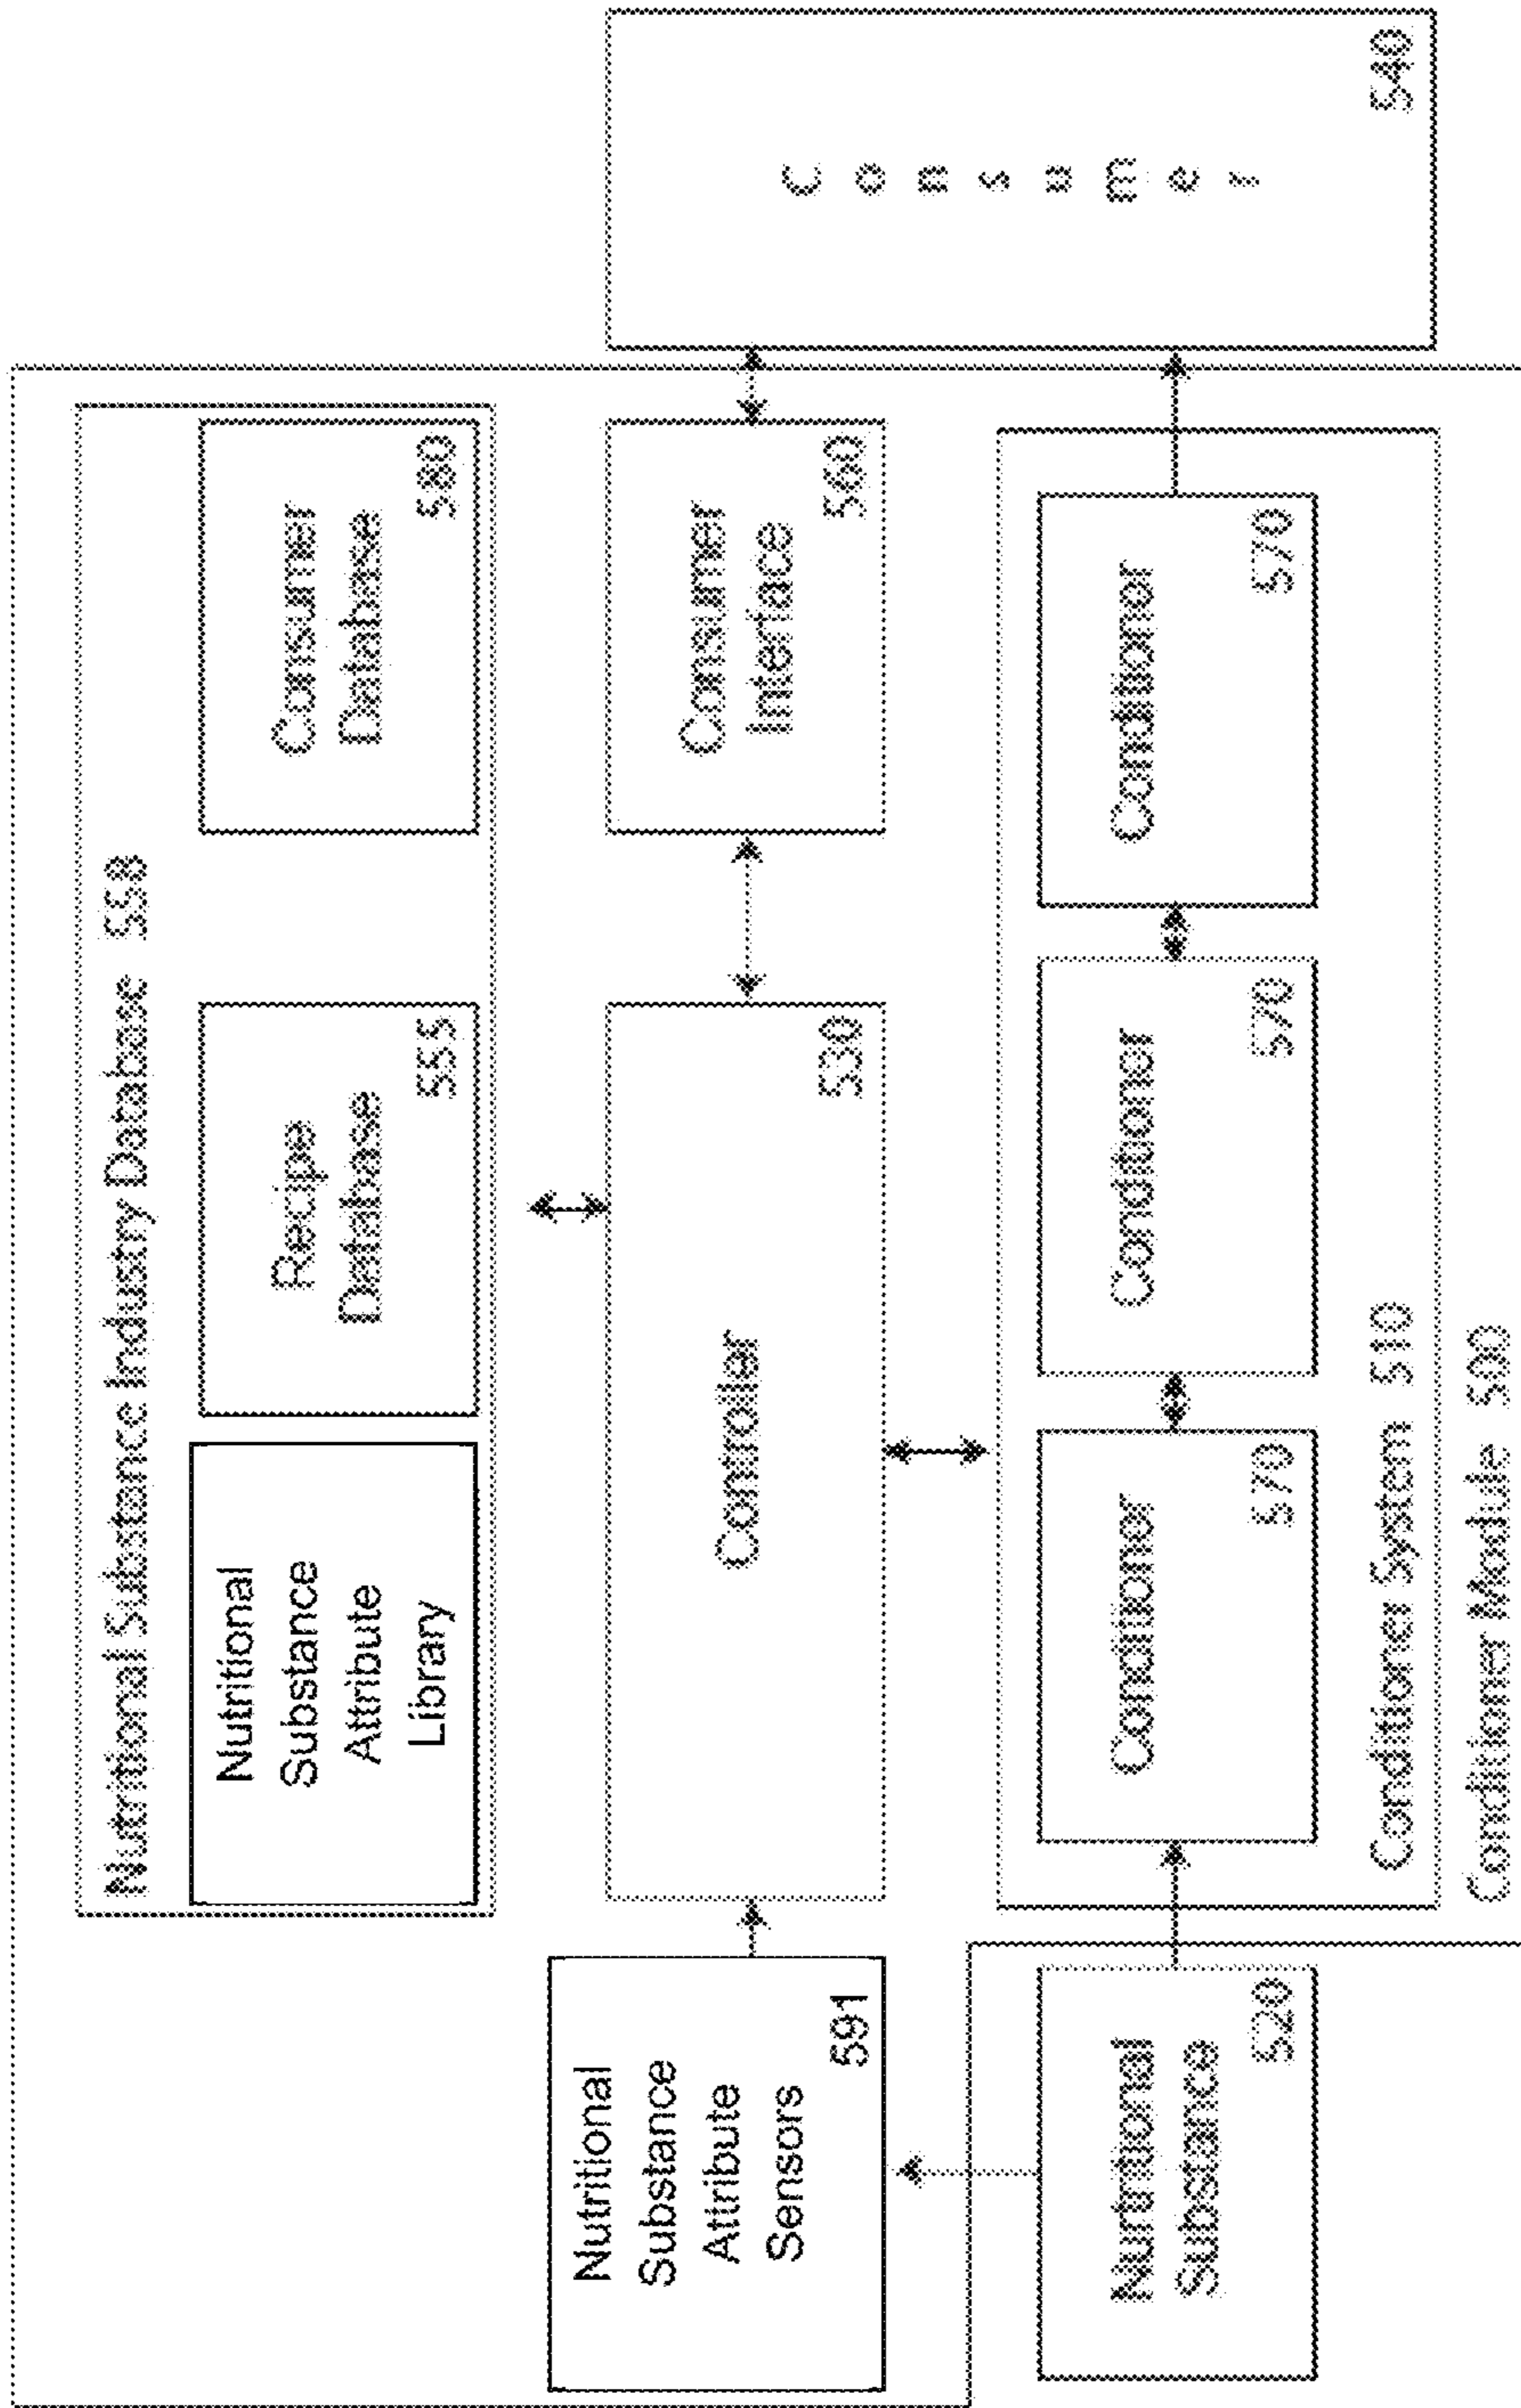 Nutritional Substance Industry Database 558
Nutritional
Substance
Attribute
Library
Recipe
Database
555
Consumer
Database
580
Nutritional
Substance
Attribute
Sensors
591
Controller
530
Consumer
Interface
560
Consumer
540
Nutritional
Substance
520
Conditioner
570
Conditioner
570
Conditioner
570
Conditioner System 510
Conditioner Module 500